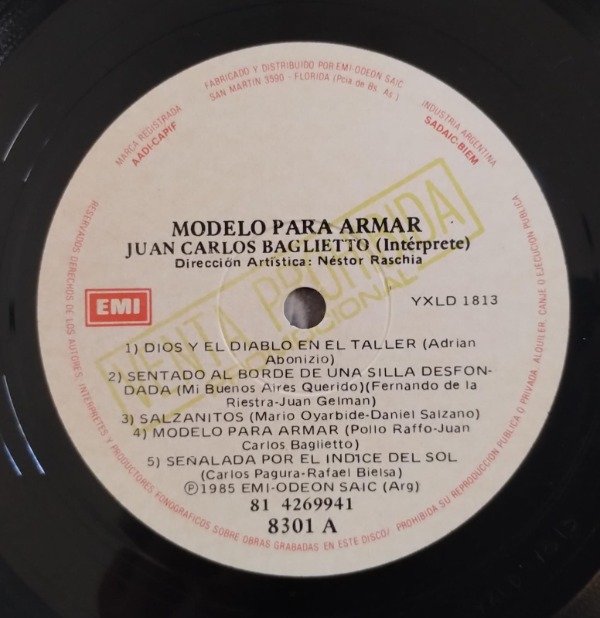 FABRICADO Y DISTRIBUIDO POR EMI-ODEON SAIC
SAN MARTIN 3590 - FLORIDA (Pcia de Bs. As.)
MARCA REGISTRADA
AADI-CAPIF
INDUSTRIA ARGENTINA
SADAIC-BIEM
VENTA PROHIBIDA
MODELO PARA ARMAR
JUAN CARLOS BAGLIETTO (Intérprete)
Dirección Artística: Néstor Raschia
EMI
YXLD 1813
1) DIOS Y EL DIABLO EN EL TALLER (Adrian
Abonizio)
2) SENTADO AL BORDE DE UNA SILLA DESFON-
DADA (Mi Buenos Aires Querido)(Fernando de la
Riestra-Juan Gelman)
3) SALZANITOS (Mario Oyarbide-Daniel Salzano)
4) MODELO PARA ARMAR (Pollo Raffo-Juan
Carlos Baglietto)
5) SEÑALADA POR EL INDICE DEL SOL
(Carlos Pagura-Rafael Bielsa)
Ⓟ1985 EMI-ODEON SAIC (Arg)
81 4269941
8301 A
RESERVADOS DERECHOS DE LOS AUTORES, INTERPRETES Y PRODUCTORES FONOGRAFICOS SOBRE OBRAS GRABADAS EN ESTE DISCO/ PROHIBIDA SU REPRODUCCION PUBLICA O PRIVADA, ALQUILER, CANJE O EJECUCION PUBLICA